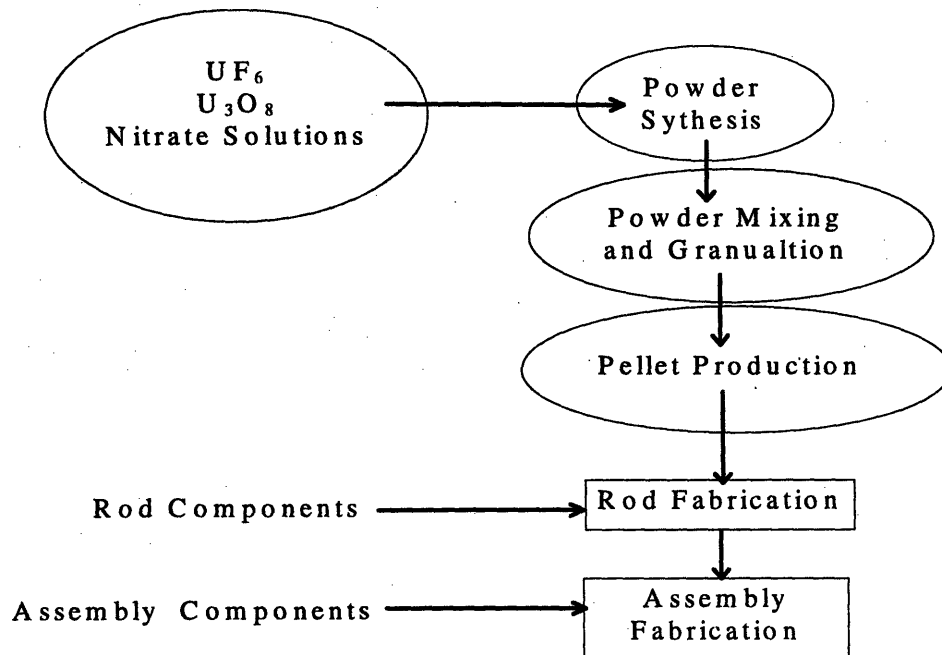 UF₆
U₃O₈
Nitrate Solutions
Powder
Sythesis
Powder Mixing
and Granualtion
Pellet Production
Rod Components
Rod Fabrication
Assembly Components
Assembly
Fabrication